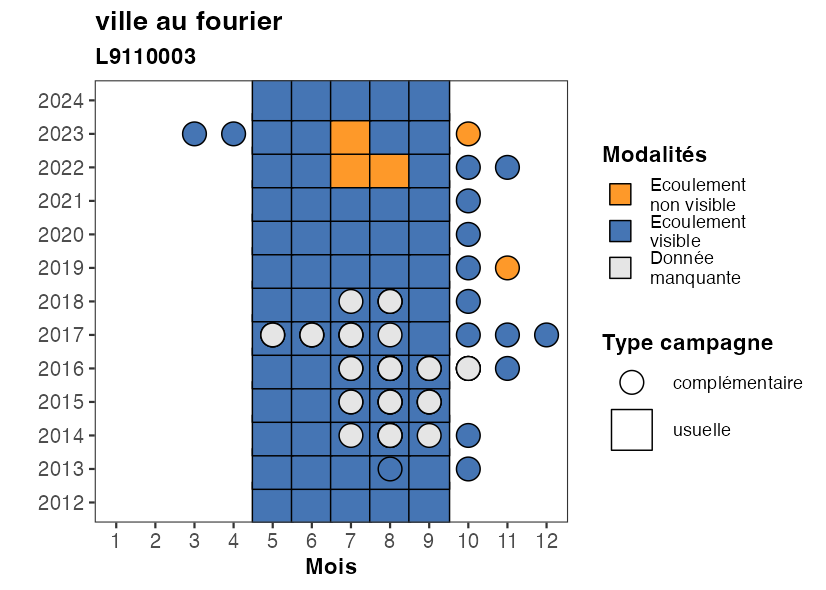 ville au fourier
L9110003
2024
2023
2022
2021
2020
2019
2018
2017
2016
2015
2014
2013
2012
1 2 3 4 5 6 7 8 9 10 11 12
Mois
Modalités
Ecoulement
non visible
Ecoulement
visible
Donnée
manquante
Type campagne
complémentaire
usuelle